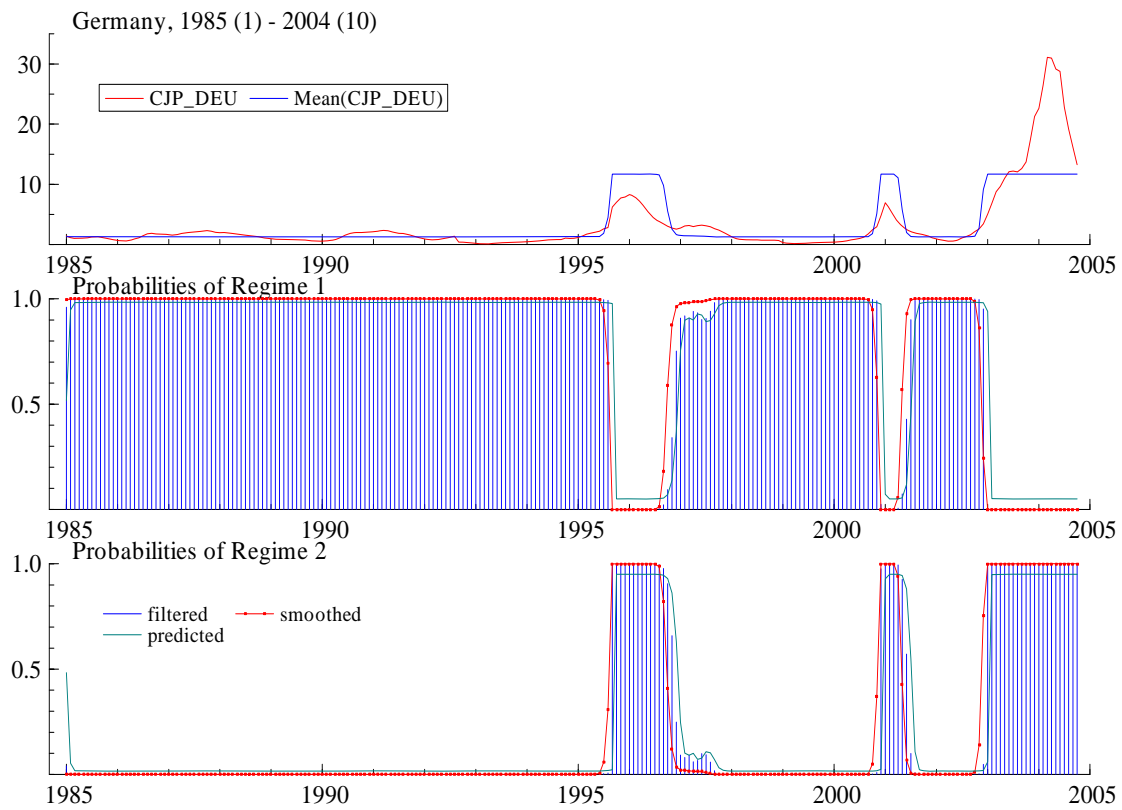 Germany, 1985 (1) - 2004 (10)
30
20
10
CJP_DEU Mean(CJP_DEU)
1985 1990 1995 2000 2005
Probabilities of Regime 1
1.0
0.5
1985 1990 1995 2000 2005
Probabilities of Regime 2
1.0
0.5
filtered smoothed
predicted
1985 1990 1995 2000 2005